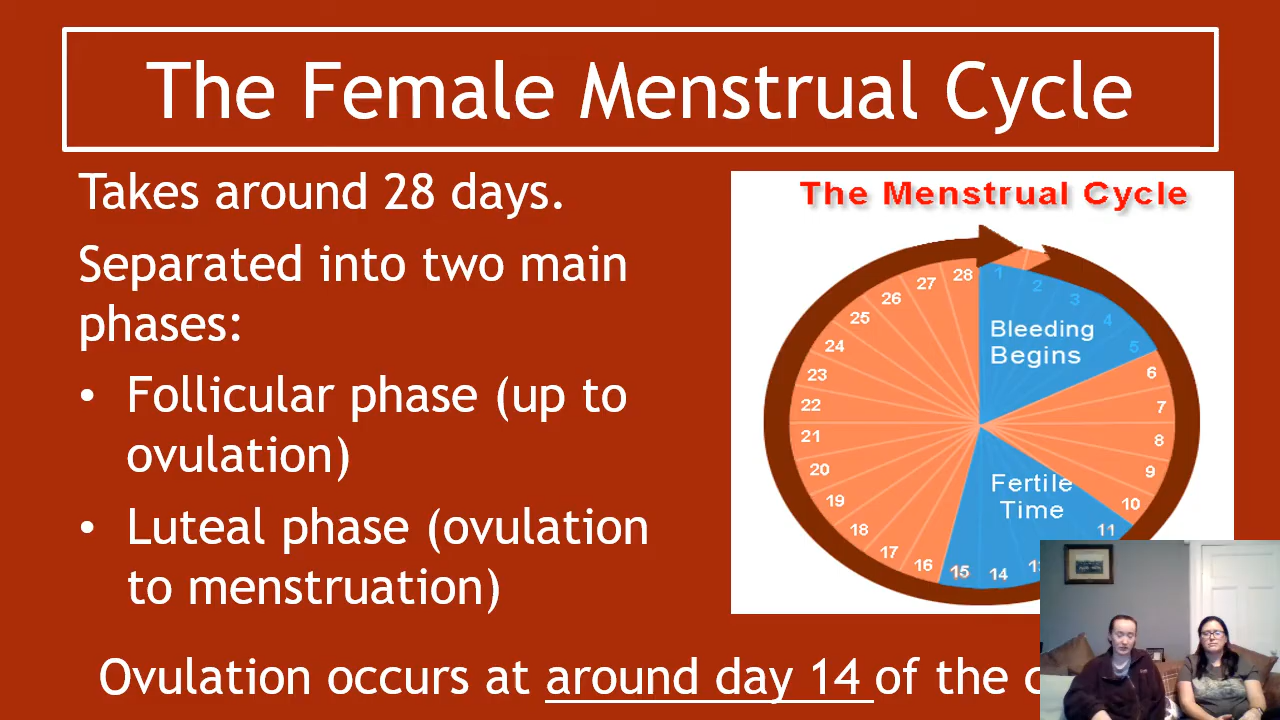 The Female Menstrual Cycle
Takes around 28 days.
Separated into two main
phases:
• Follicular phase (up to
ovulation)
• Luteal phase (ovulation
to menstruation)
Ovulation occurs at around day 14 of the
The Menstrual Cycle
1
2
3
4
5
6
7
8
9
10
11
14
15
16
17
18
19
20
21
22
23
24
25
26
27
28
Bleeding
Begins
Fertile
Time